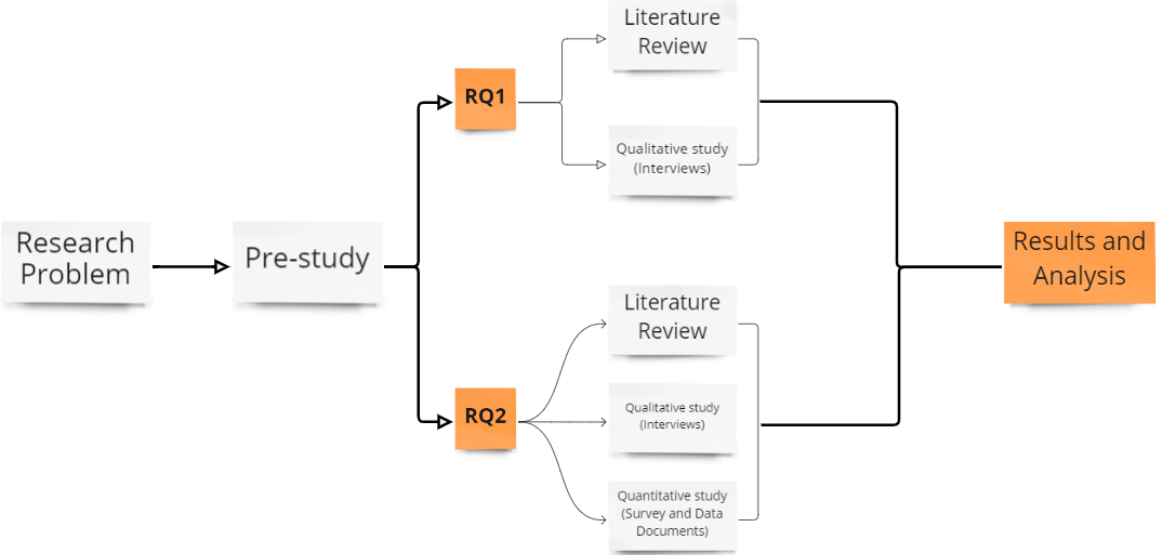 Research
Problem
Pre-study
RQ1
Literature
Review
Qualitative study
(Interviews)
RQ2
Literature
Review
Qualitative study
(Interviews)
Quantitative study
(Survey and Data
Documents)
Results and
Analysis